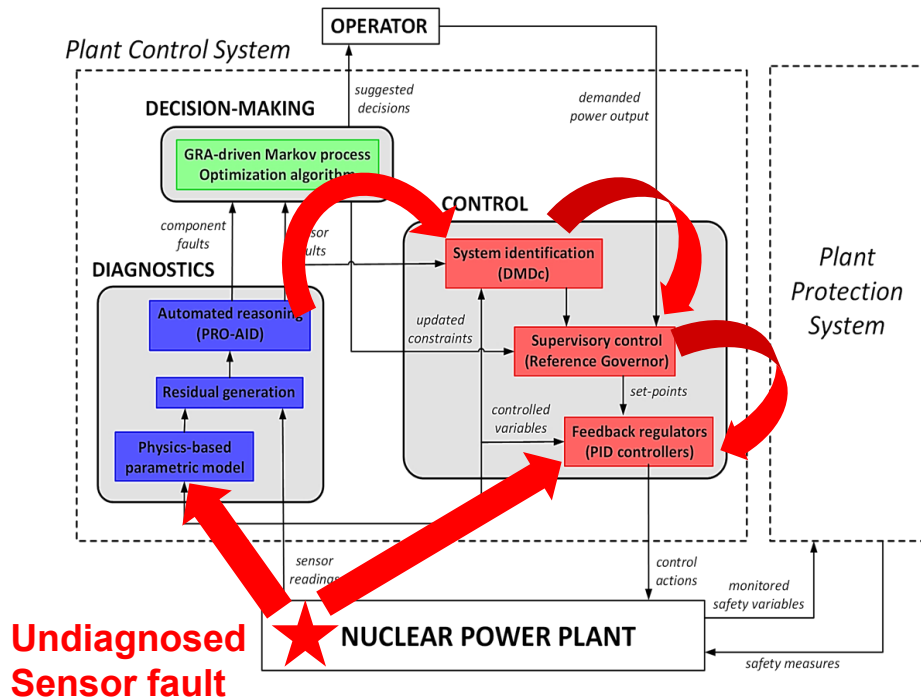 OPERATOR
Plant Control System
suggested
decisions
demanded
power output
DECISION-MAKING
GRA-driven Markov process
Optimization algorithm
CONTROL
component
faults
DIAGNOSTICS
System identification
(DMDc)
Automated reasoning
(PRO-AID)
updated
constraints
Supervisory control
(Reference Governor)
Plant
Protection
System
Residual generation
set-points
controlled
variables
Physics-based
parametric model
Feedback regulators
(PID controllers)
sensor
readings
control
actions
monitored
safety variables
NUCLEAR POWER PLANT
safety measures
Undiagnosed
Sensor fault